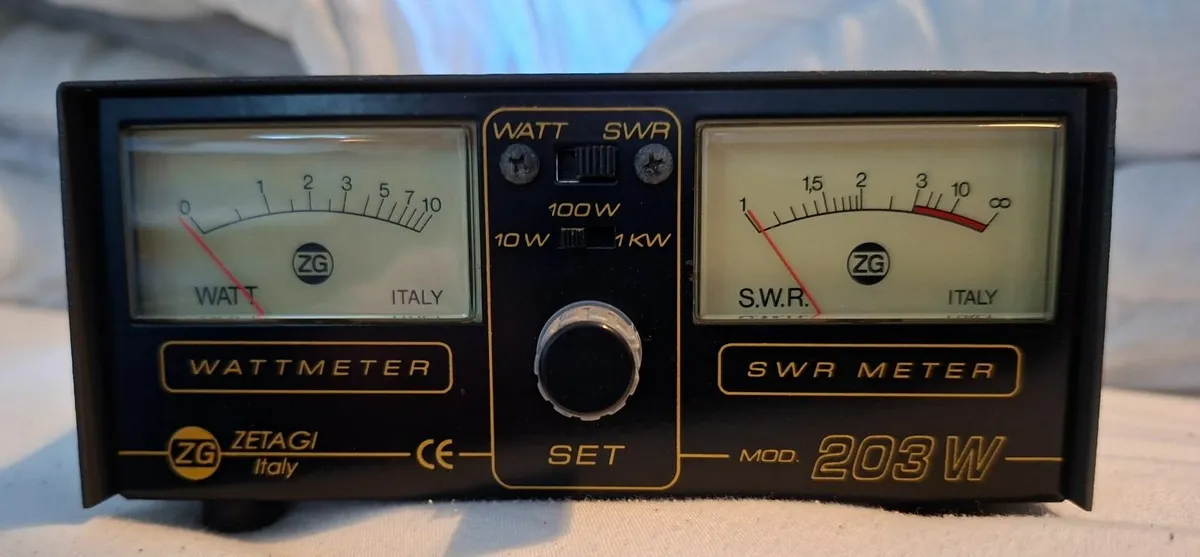 WATT SWR
0 1 2 3 5 7 10
ZG
WATT ITALY
100W
10W 1KW
1 1,5 2 3 10 ∞
ZG
S.W.R. ITALY
WATTMETER
SWR METER
SET
ZG ZETAGI
Italy
CE
MOD. 203W